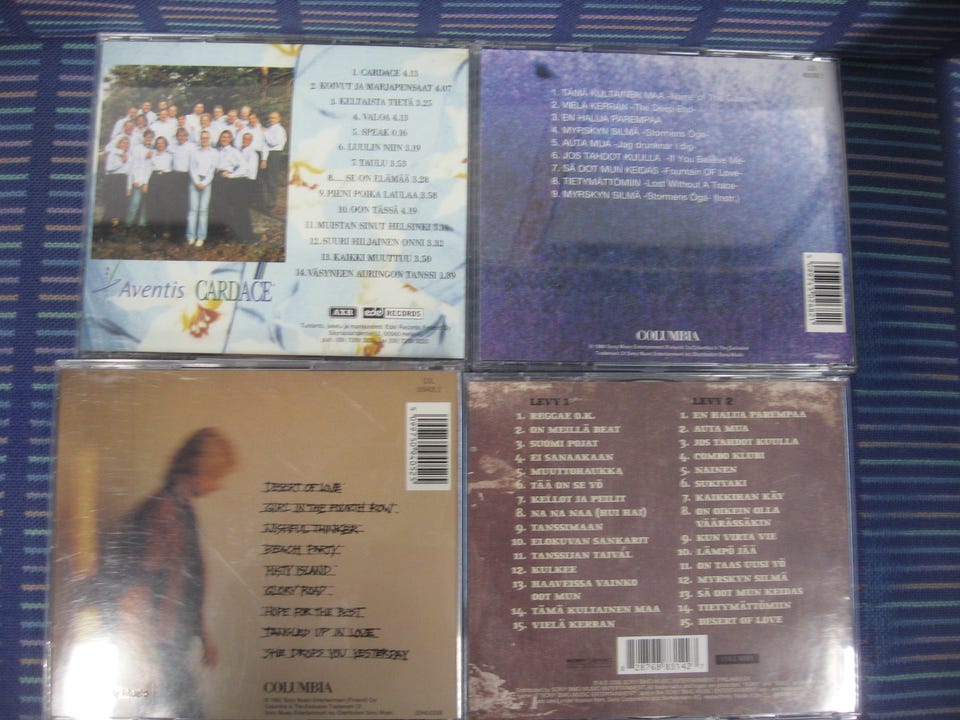 1. CARDACE 4.13
2. KOIVUT JA MARJAPENSAAT 4.07
3. KELTAISTA TIETÄ 3.25
4. VALOA 4.13
5. SPEAK 0.16
6. LUULIN NIIN 3.19
7. TAULU 3.53
8.... SE ON ELÄMÄÄ 3.28
9. PIENI POIKA LAULAA 3.58
10. OON TÄSSÄ 4.19
11. MUISTAN SINUT HELSINKI
12. SUURI HILJAINEN ONNI 3.32
13. KAIKKI MUUTTUU 3.50
14. VÄSYNEEN AURINGON TANSSI 1.39
Aventis CARDACE
AXR edel RECORDS
1. TÄMÄ KULTAINEN MAA
2. VIELÄ KERRAN -The Deep End-
3. EN HALUA PAREMPAA
4. MYRSKYN SILMÄ -Stormens Öga-
5. AUTA MUA -Jag drunknar i dig-
6. JOS TAHDOT KUULLA -If You Believe Me-
7. SÄ OOT MUN KEIDAS -Fountain OF Love-
8. TIETYMÄTTÖMIIN -Lost Without A Trace-
9. MYRSKYN SILMÄ -Stormens Öga- (Instr.)
COLUMBIA
DESERT OF LOVE
GIRL IN THE FOURTH ROW
WISHFUL THINKER
BEACH PARTY
MISTY ISLAND
GLORY ROAD
HOPE FOR THE BEST
TANGLED UP IN LOVE
SHE DROPS YOU YESTERDAY
COLUMBIA
LEVY 1
1. REGGAE O.K.
2. ON MEILLÄ BEAT
3. SUOMI POJAT
4. EI SANAAKAAN
5. MUUTTOHAUKKA
6. TÄÄ ON SE YÖ
7. KELLOT JA PEILIT
8. NA NA NAA (HUI HAI)
9. TANSSIMAAN
10. ELOKUVAN SANKARIT
11. TANSSIJAN TAIVAL
12. KULKEE
13. HAAVEISSA VAINKO
OOT MUN
14. TÄMÄ KULTAINEN MAA
15. VIELÄ KERRAN
LEVY 2
1. EN HALUA PAREMPAA
2. AUTA MUA
3. JOS TAHDOT KUULLA
4. COMBO KLUBI
5. NAINEN
6. SUKIYAKI
7. KAIKKIHAN KÄY
8. ON OIKEIN OLLA
VÄÄRÄSSÄKIN
9. KUN VIRTA VIE
10. LÄMPÖ JÄÄ
11. ON TAAS UUSI YÖ
12. MYRSKYN SILMÄ
13. SÄ OOT MUN KEIDAS
14. TIETYMÄTTÖMIIN
15. DESERT OF LOVE